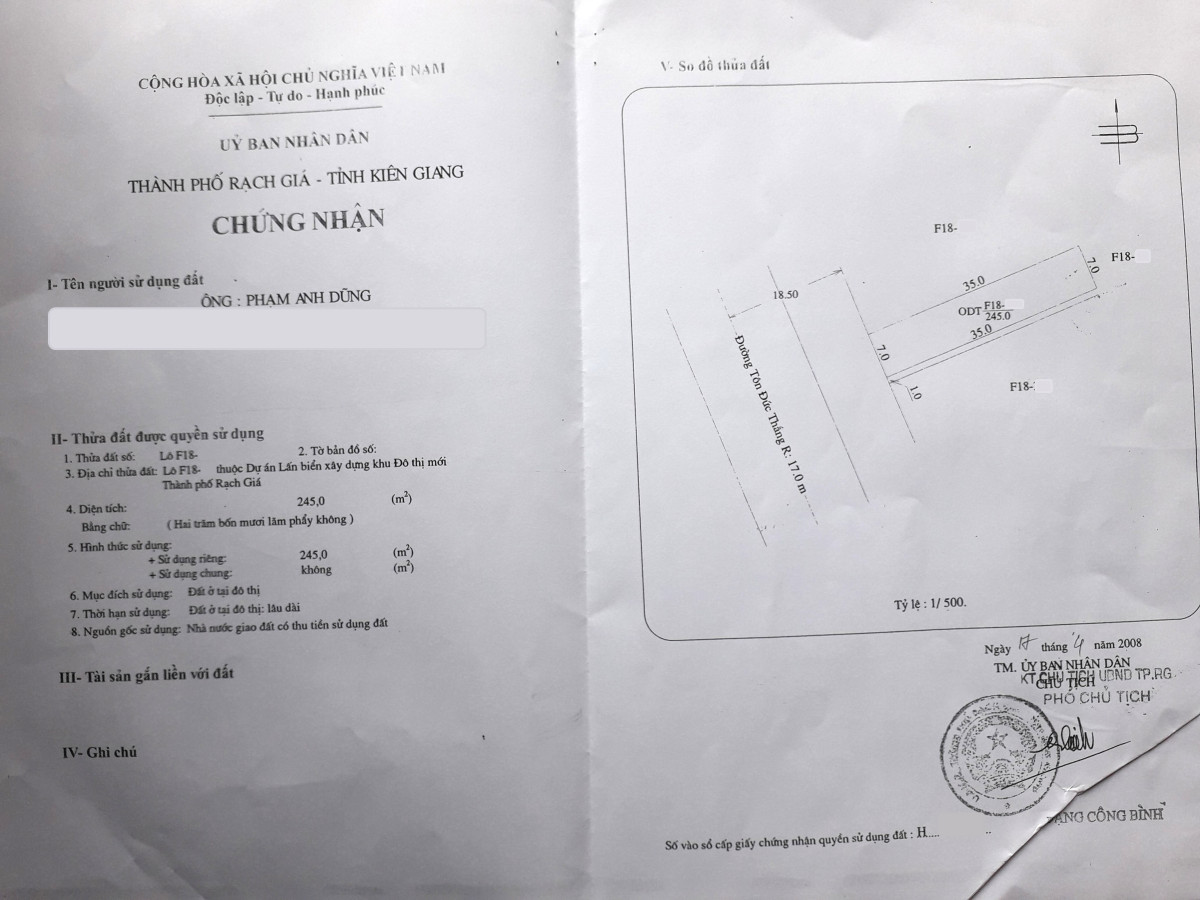 CỘNG HÒA XÃ HỘI CHỦ NGHĨA VIỆT NAM
Độc lập - Tự do - Hạnh phúc
UỶ BAN NHÂN DÂN
THÀNH PHỐ RẠCH GIÁ - TỈNH KIÊN GIANG
CHỨNG NHẬN
I- Tên người sử dụng đất
ÔNG : PHẠM ANH DŨNG
II- Thửa đất được quyền sử dụng
1. Thửa đất số: Lô F18- 2. Tờ bản đồ số:
3. Địa chỉ thửa đất: Lô F18- thuộc Dự án Lấn biển xây dựng khu Đô thị mới
Thành phố Rạch Giá
4. Diện tích: 245,0 (m²)
Bằng chữ: ( Hai trăm bốn mươi lăm phẩy không )
5. Hình thức sử dụng:
+ Sử dụng riêng: 245,0 (m²)
+ Sử dụng chung: không (m²)
6. Mục đích sử dụng: Đất ở tại đô thị
7. Thời hạn sử dụng: Đất ở tại đô thị: lâu dài
8. Nguồn gốc sử dụng: Nhà nước giao đất có thu tiền sử dụng đất
III- Tài sản gắn liền với đất
IV- Ghi chú
V- Sơ đồ thửa đất
F18-
F18-
18.50
35.0
7.0
ODT F18-
245.0
35.0
7.0
1.0
F18-
Đường Tôn Đức Thắng R: 17.0 m
Tỷ lệ : 1/ 500.
Ngày 17 tháng 4 năm 2008
TM. ỦY BAN NHÂN DÂN
CHỦ TỊCH
KT.CHỦ TỊCH UBND TP.RG
PHÓ CHỦ TỊCH
CÔNG BÌNH
Số vào sổ cấp giấy chứng nhận quyền sử dụng đất : H....